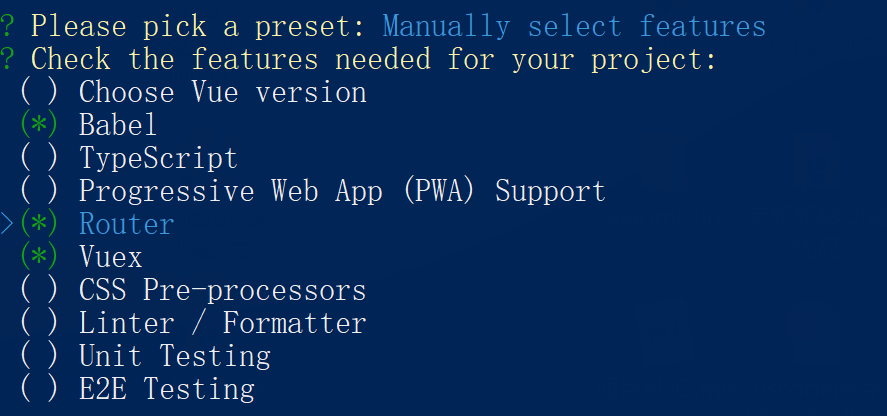 ? Please pick a preset: Manually select features
? Check the features needed for your project:
( ) Choose Vue version
(*) Babel
( ) TypeScript
( ) Progressive Web App (PWA) Support
>(*) Router
(*) Vuex
( ) CSS Pre-processors
( ) Linter / Formatter
( ) Unit Testing
( ) E2E Testing